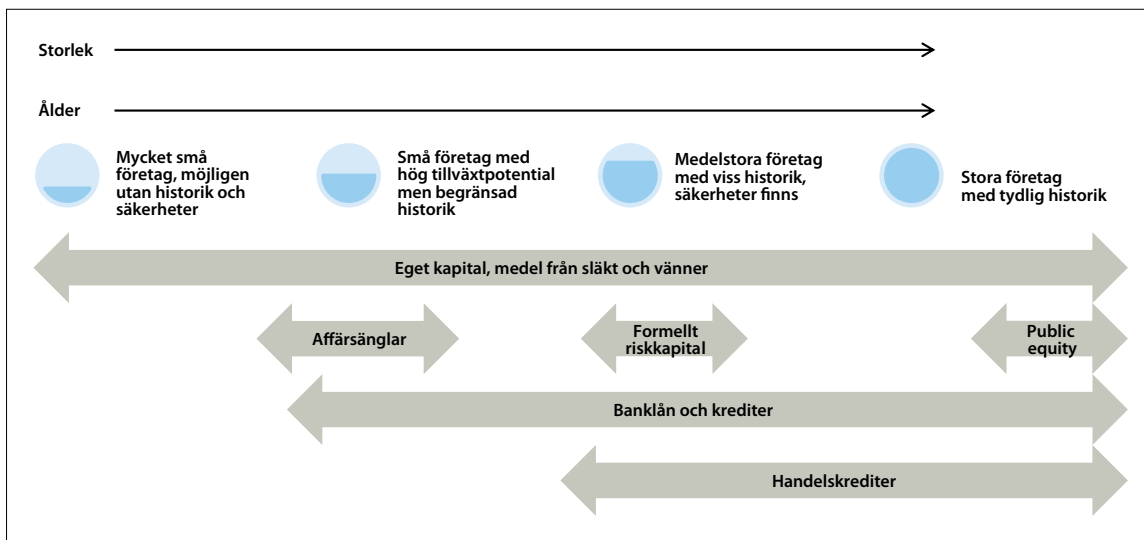 Storlek
Ålder
Mycket små
företag, möjligen
utan historik och
säkerheter
Små företag med
hög tillväxtpotential
men begränsad
historik
Medelstora företag
med viss historik,
säkerheter finns
Stora företag
med tydlig historik
Eget kapital, medel från släkt och vänner
Affärsänglar
Formellt
riskkapital
Public
equity
Banklån och krediter
Handelskrediter